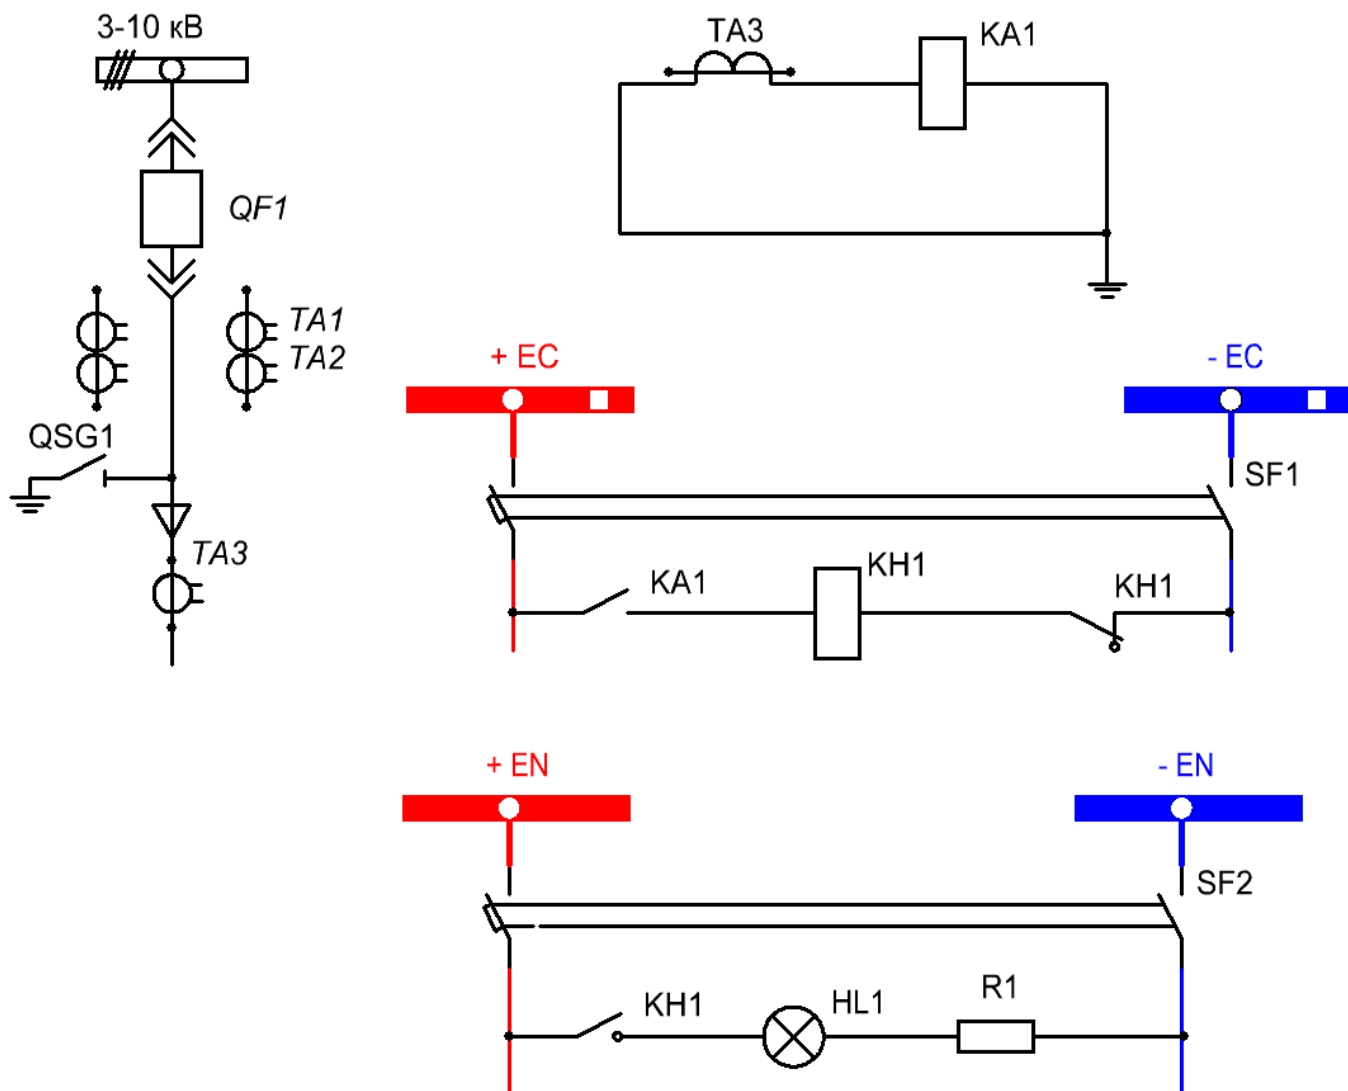 3-10 кВ
QF1
TA1
TA2
QSG1
TA3
TA3
KA1
+ EC
- EC
SF1
KA1
KH1
KH1
+ EN
- EN
SF2
KH1
HL1
R1